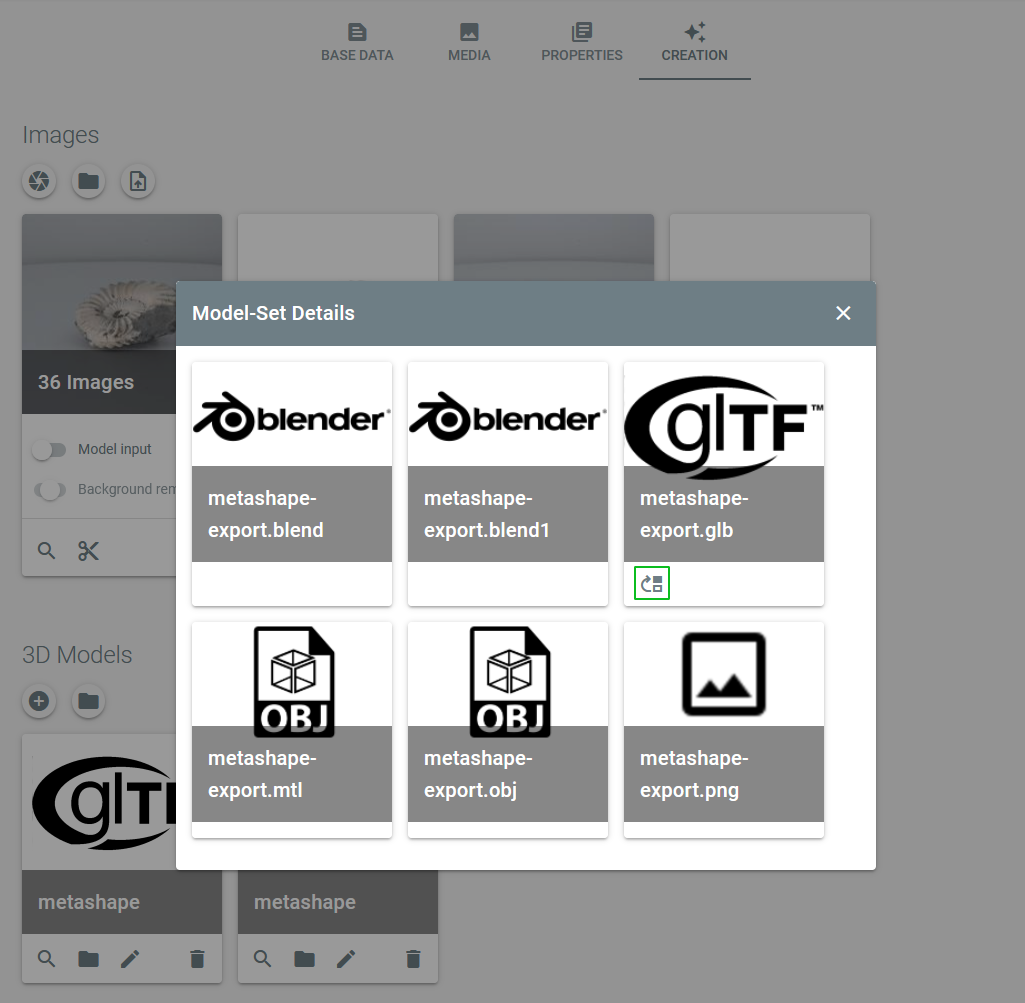 BASE DATA
MEDIA
PROPERTIES
CREATION
Images
36 Images
Model input
Background rem
3D Models
metashape
metashape
Model-Set Details
blender
metashape-
export.blend
blender
metashape-
export.blend1
glTF™
metashape-
export.glb
OBJ
metashape-
export.mtl
OBJ
metashape-
export.obj
metashape-
export.png